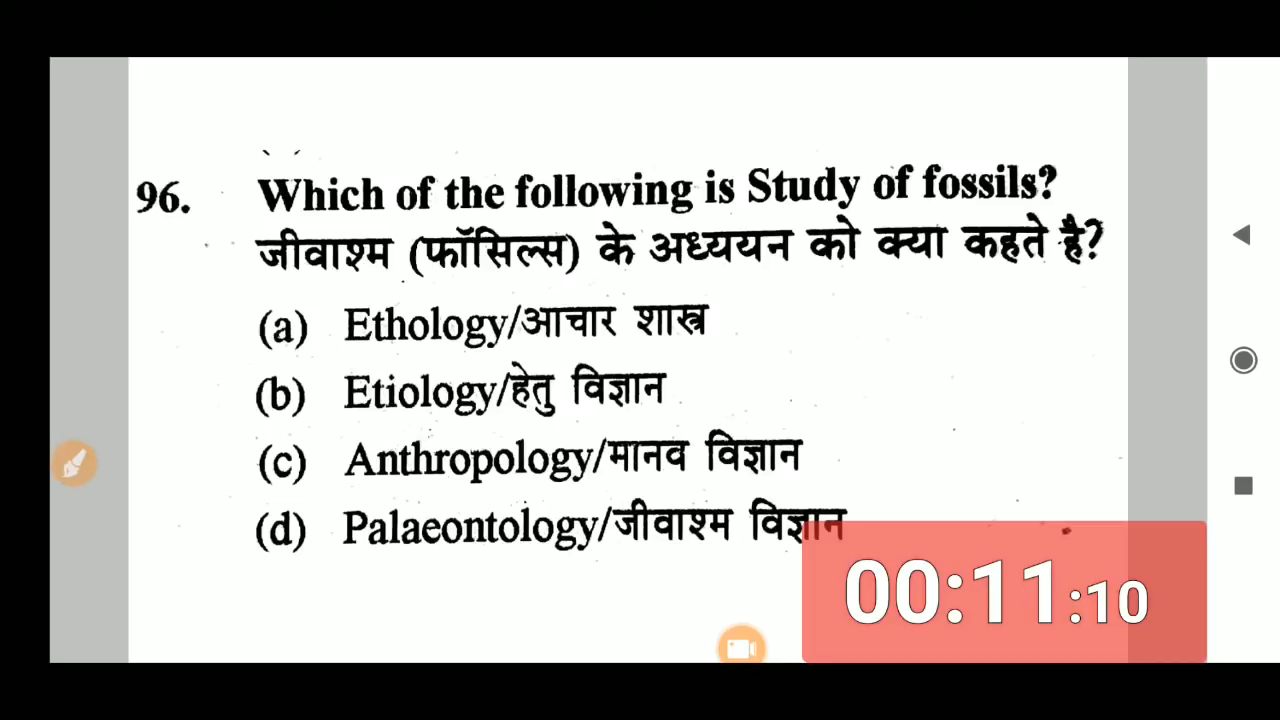 96. Which of the following is Study of fossils?
जीवाश्म (फॉसिल्स) के अध्ययन को क्या कहते है?
(a) Ethology/आचार शास्त्र
(b) Etiology/हेतु विज्ञान
(c) Anthropology/मानव विज्ञान
(d) Palaeontology/जीवाश्म विज्ञान
00:11:10